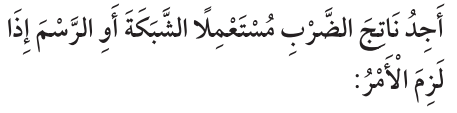 أَجِدُ نَاتِجَ الضَّرْبِ مُسْتَعْمِلًا الشَّبَكَةَ أَوِ الرَّسْمَ إِذَا
لَزِمَ الْأَمْرُ: